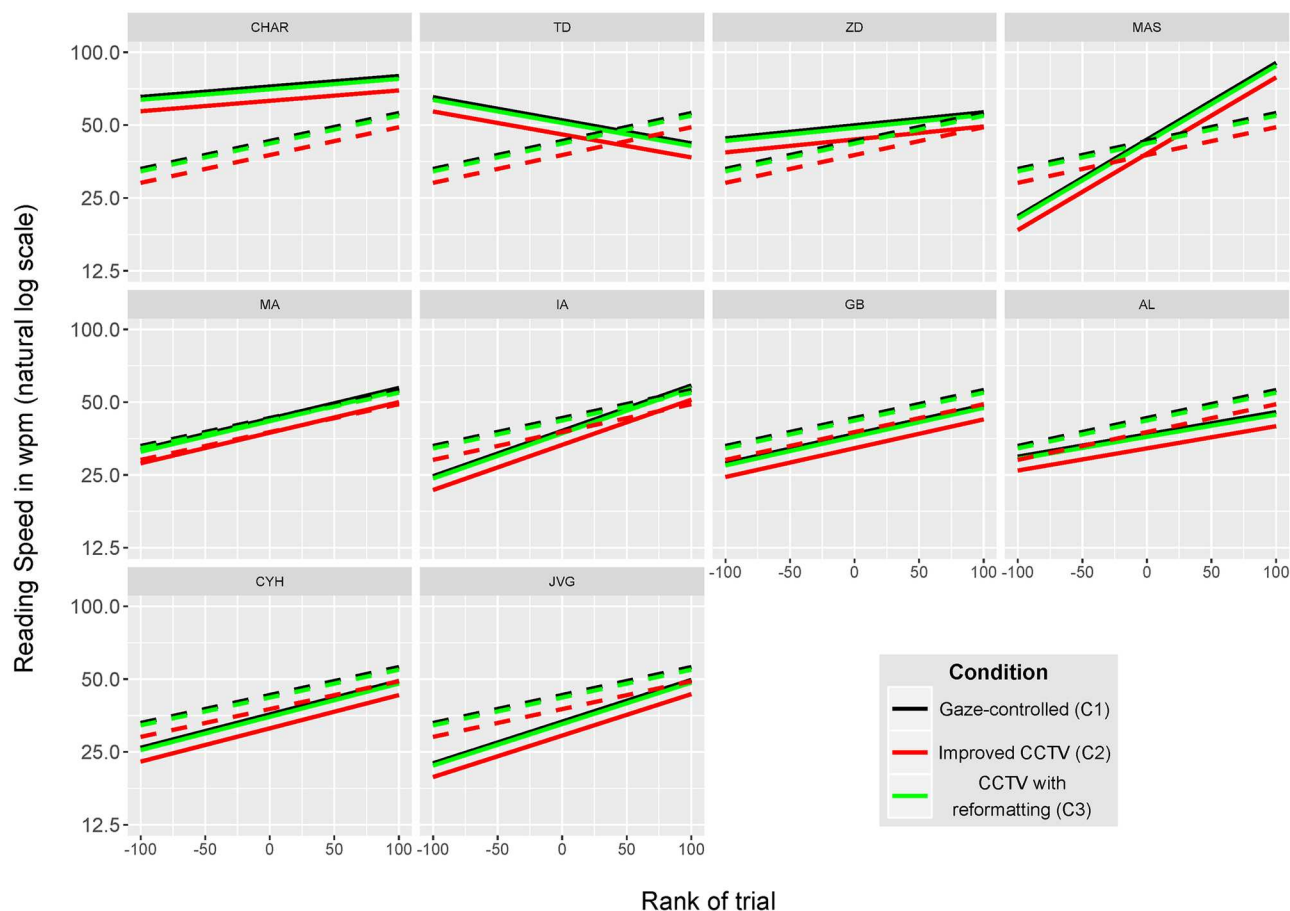 CHAR TD ZD MAS
100.0
50.0
25.0
12.5
MA IA GB AL
100.0
50.0
25.0
12.5
-100 -50 0 50 100 -100 -50 0 50 100
CYH JVG
100.0
50.0
25.0
12.5
-100 -50 0 50 100 -100 -50 0 50 100
Reading Speed in wpm (natural log scale)
Rank of trial
Condition
Gaze-controlled (C1)
Improved CCTV (C2)
CCTV with
reformatting (C3)